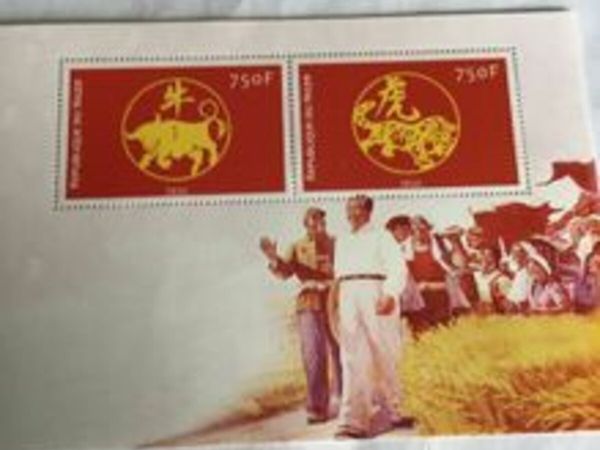 REPUBLIQUE DU NIGER
牛
750F
REPUBLIQUE DU NIGER
虎
750F